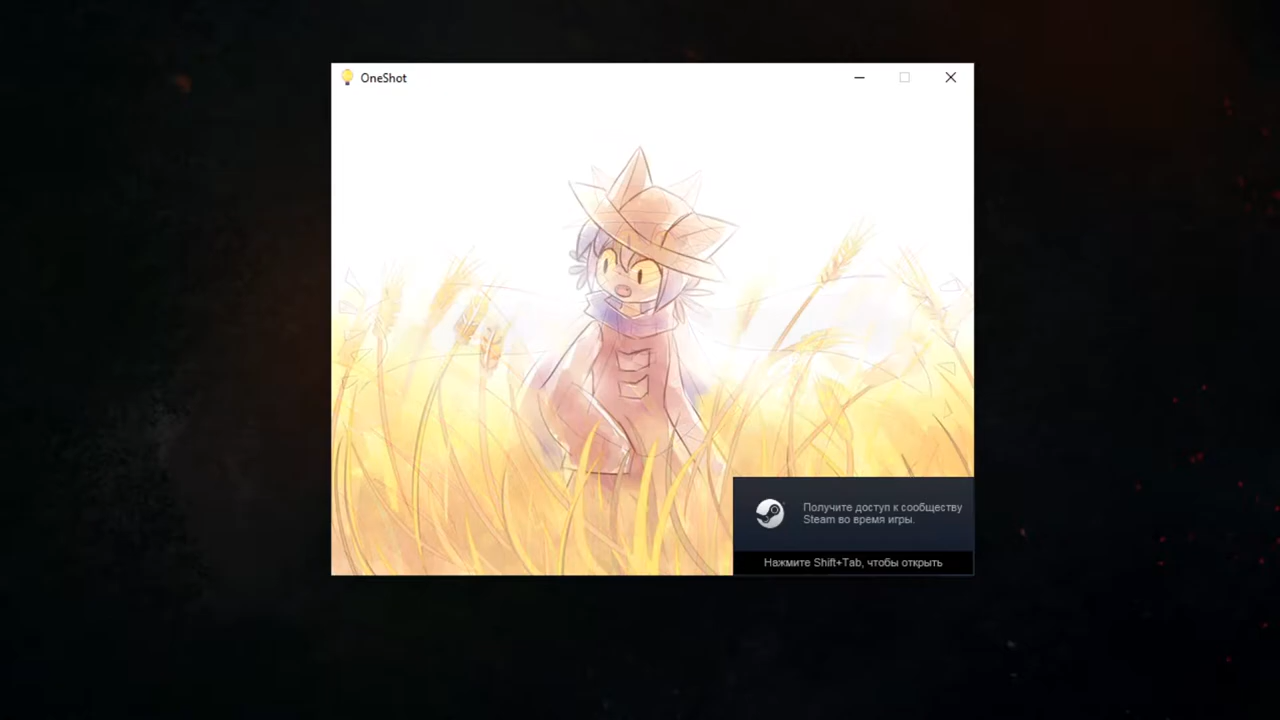 OneShot
Получите доступ к сообществу
Steam во время игры.
Нажмите Shift+Tab, чтобы открыть